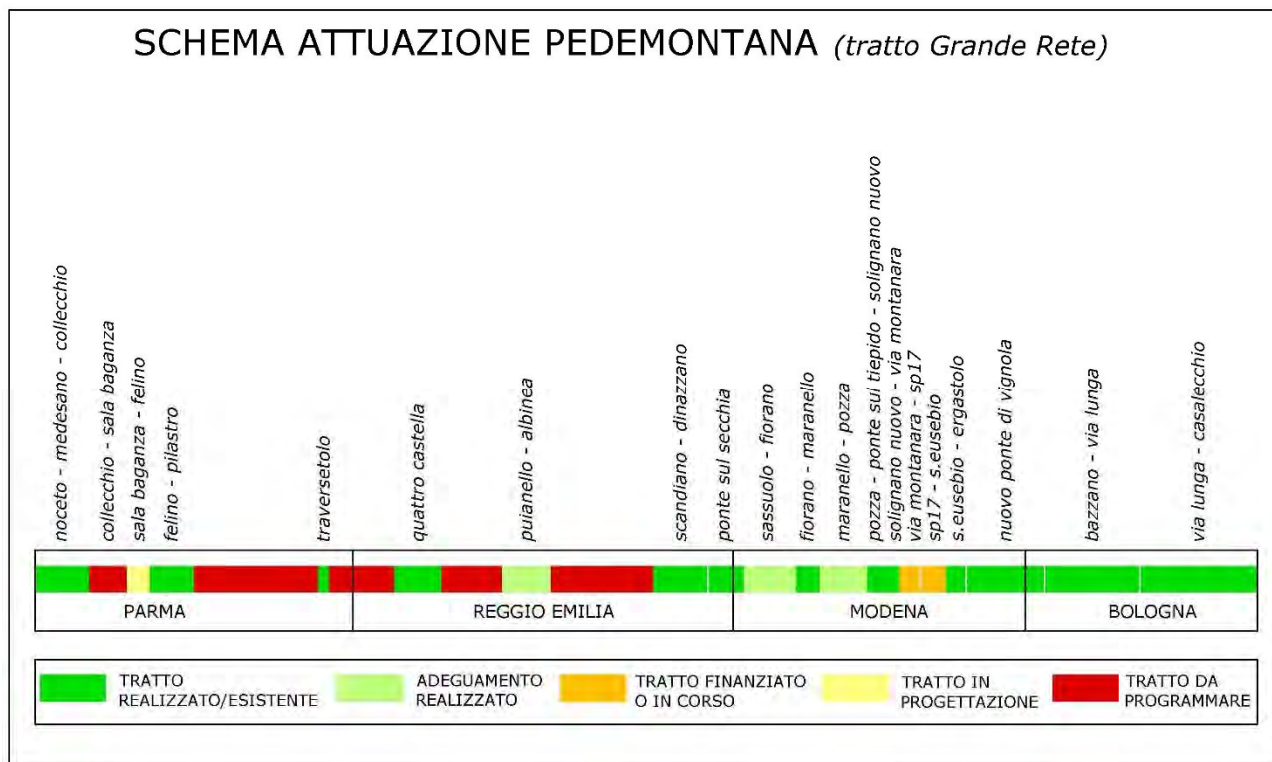 SCHEMA ATTUAZIONE PEDEMONTANA (tratto Grande Rete)
noceto - medesano - collecchio
collecchio - sala baganza
sala baganza - felino
felino - pilastro
traversetolo
quattro castella
puianello - albinea
scandiano - dinazzano
ponte sul secchia
sassuolo - fiorano
fiorano - maranello
maranello - pozza
pozza - ponte sul tiepido - solignano nuovo
solignano nuovo - via montanara
via montanara - sp17
sp17 - s.eusebio
s.eusebio - ergastolo
nuovo ponte di vignola
bazzano - via lunga
via lunga - casalecchio
PARMA
REGGIO EMILIA
MODENA
BOLOGNA
TRATTO
REALIZZATO/ESISTENTE
ADEGUAMENTO
REALIZZATO
TRATTO FINANZIATO
O IN CORSO
TRATTO IN
PROGETTAZIONE
TRATTO DA
PROGRAMMARE